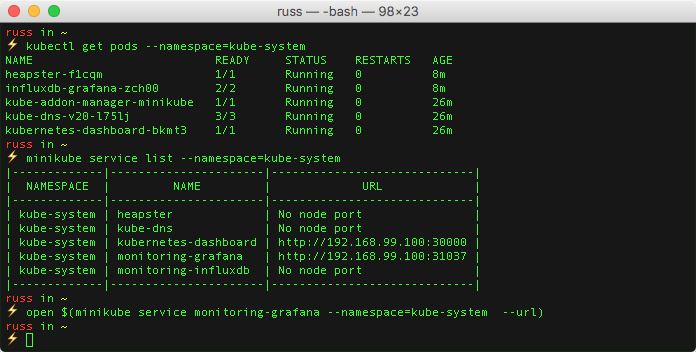 russ — -bash — 98×23
russ in ~
⚡ kubectl get pods --namespace=kube-system
NAME                          READY     STATUS    RESTARTS   AGE
heapster-f1cqm                1/1       Running   0          8m
influxdb-grafana-zch00        2/2       Running   0          8m
kube-addon-manager-minikube   1/1       Running   0          26m
kube-dns-v20-l75lj            3/3       Running   0          26m
kubernetes-dashboard-bkmt3    1/1       Running   0          26m
russ in ~
⚡ minikube service list --namespace=kube-system
|-------------|----------------------|-----------------------------|
|  NAMESPACE  |         NAME         |             URL             |
|-------------|----------------------|-----------------------------|
| kube-system | heapster             | No node port                |
| kube-system | kube-dns             | No node port                |
| kube-system | kubernetes-dashboard | http://192.168.99.100:30000 |
| kube-system | monitoring-grafana   | http://192.168.99.100:31037 |
| kube-system | monitoring-influxdb  | No node port                |
|-------------|----------------------|-----------------------------|
russ in ~
⚡ open $(minikube service monitoring-grafana --namespace=kube-system  --url)
russ in ~
⚡